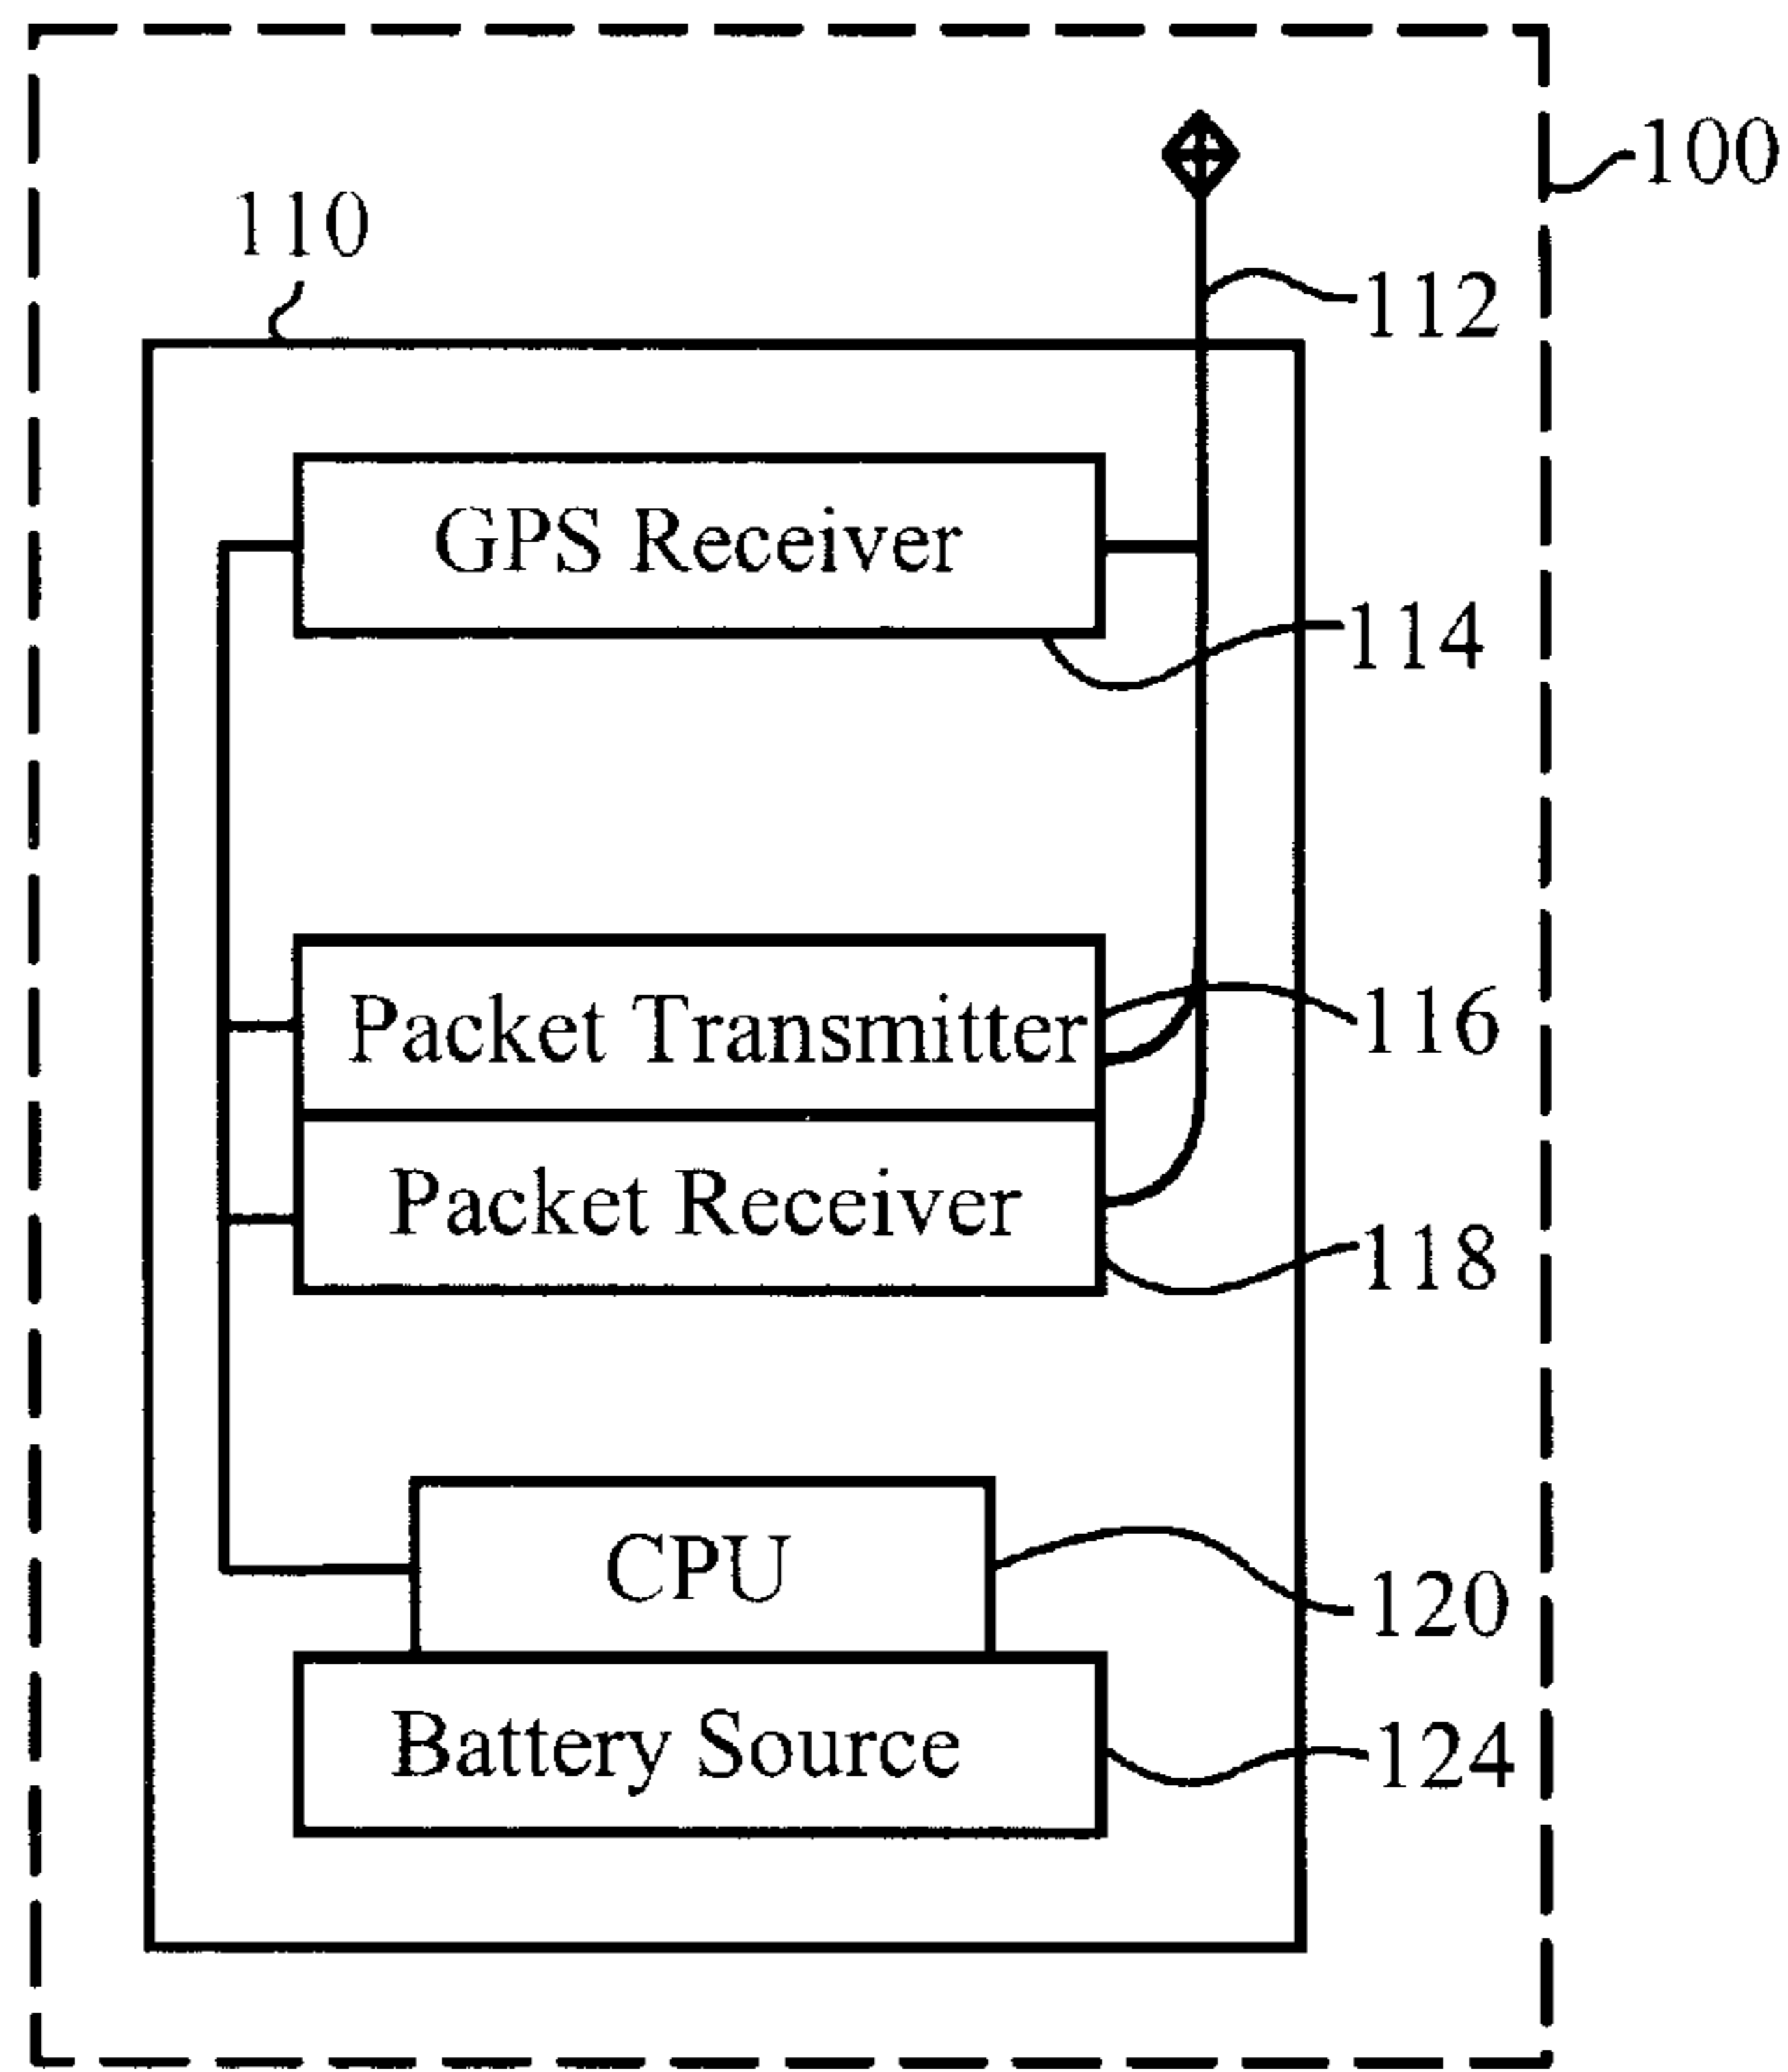 100
110
112
GPS Receiver
114
Packet Transmitter
116
Packet Receiver
118
CPU
120
Battery Source
124